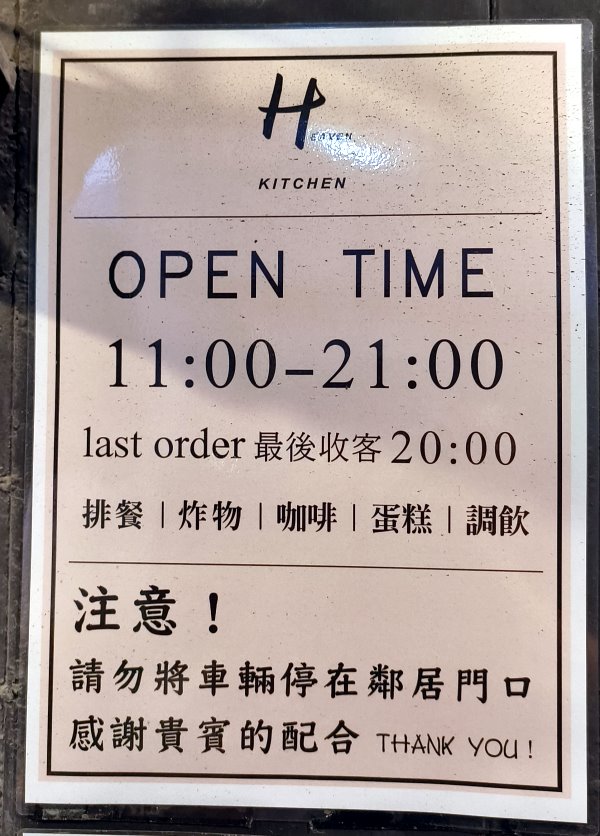 HEAVEN
KITCHEN
OPEN TIME
11:00-21:00
last order 最後收客 20:00
排餐｜炸物｜咖啡｜蛋糕｜調飲
注意！
請勿將車輛停在鄰居門口
感謝貴賓的配合 THANK YOU！